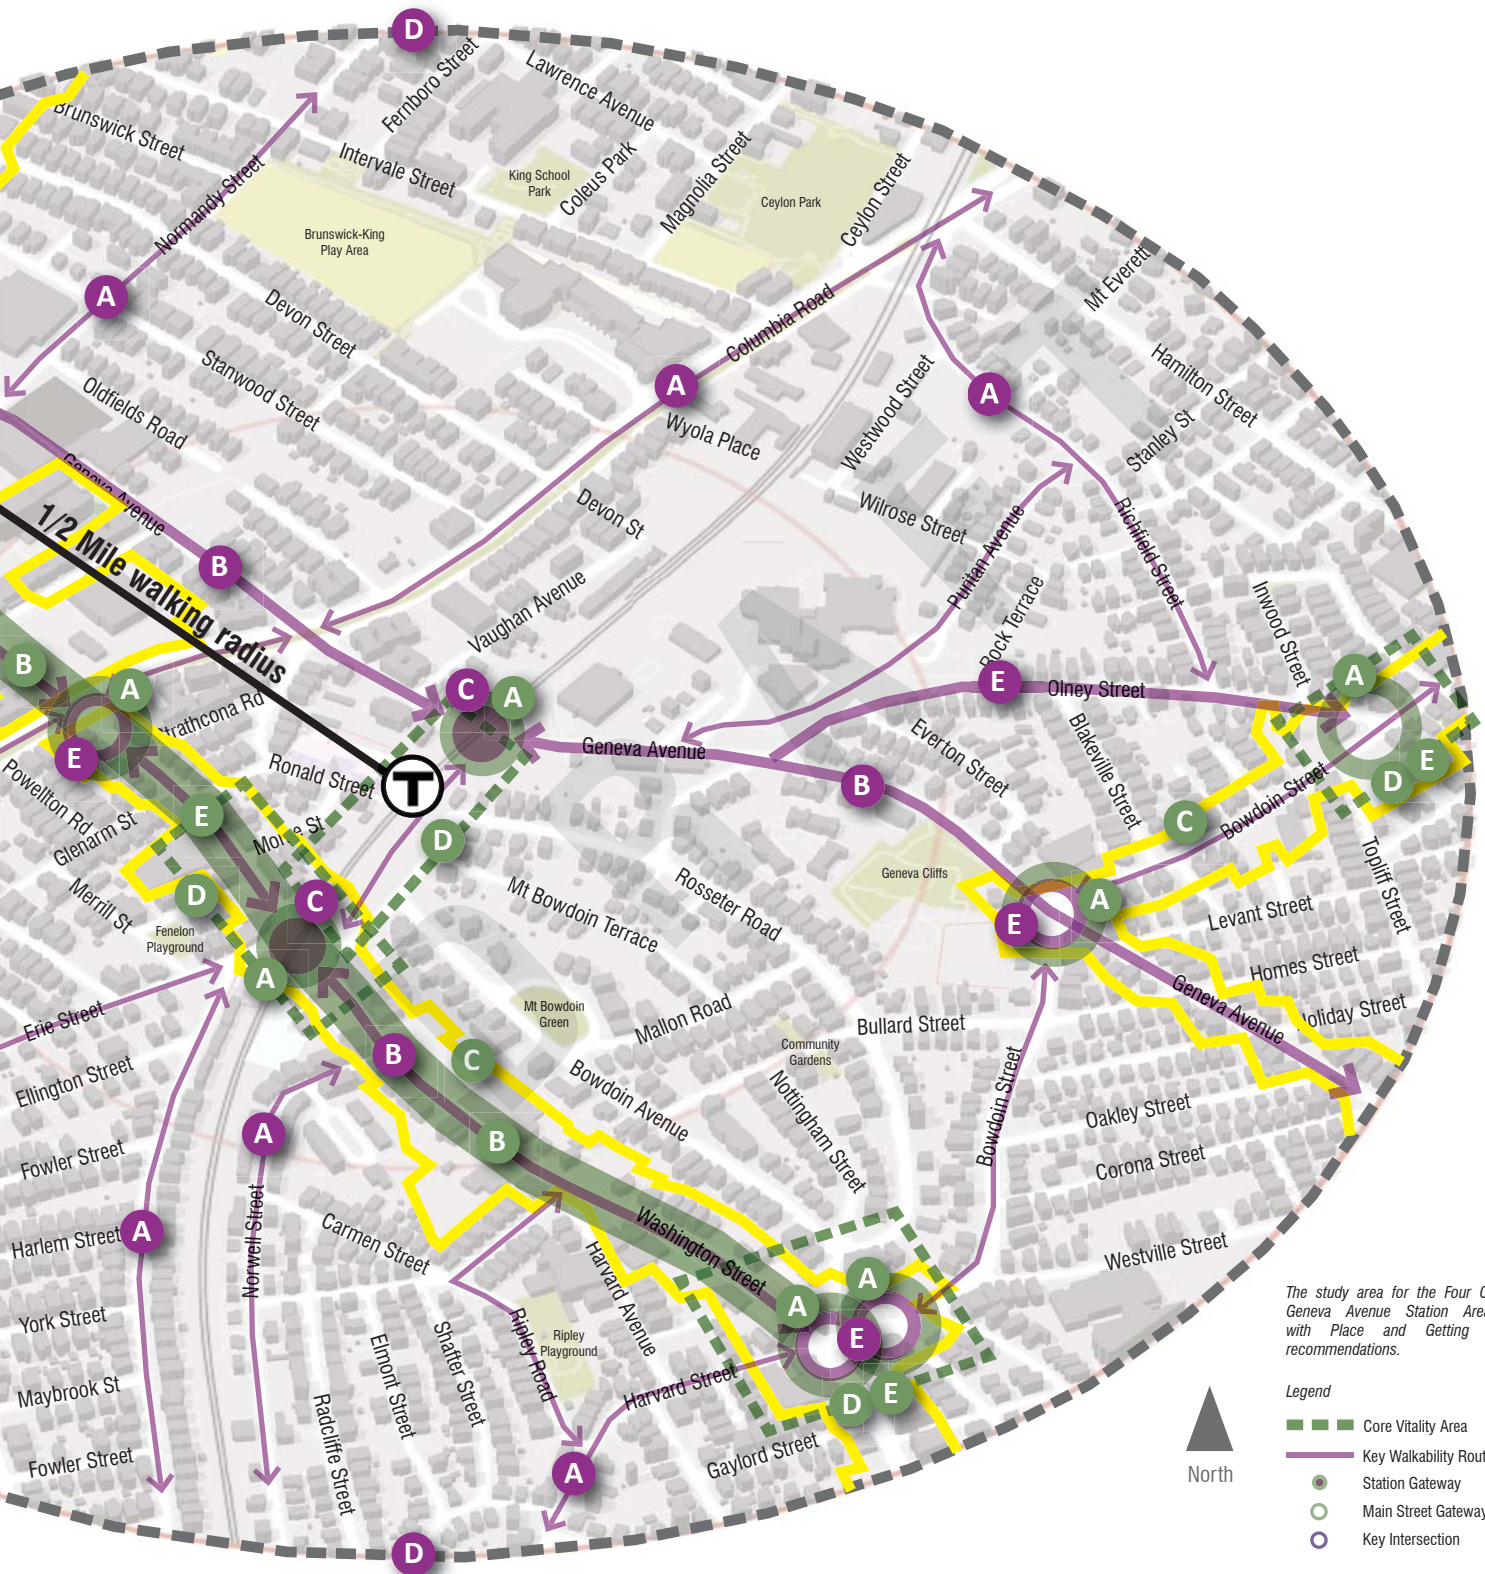 D
Fernboro Street
Lawrence Avenue
Brunswick Street
Intervale Street
King School
Park
Coleus Park
Magnolia Street
Ceylon Park
Ceylon Street
Normandy Street
Brunswick-King
Play Area
A
Devon Street
Mt Everett
Columbia Road
Stanwood Street
Oldfields Road
A
Wyola Place
Westwood Street
A
Hamilton Street
Stanley St
Geneva Avenue
1/2 Mile walking radius
Devon St
Wilrose Street
Puritan Avenue
Richfield Street
B
Vaughan Avenue
Rock Terrace
Inwood Street
B
A
C
A
E
Olney Street
A
Strathcona Rd
E
Geneva Avenue
Everton Street
Blakeville Street
Bowdoin Street
E
D
Ronald Street
T
B
Powellton Rd
Glenarm St
E
C
D
Merrill St
D
C
Mt Bowdoin Terrace
Rosseter Road
Geneva Cliffs
A
E
Topliff Street
Levant Street
Fenelon
Playground
A
Homes Street
Erie Street
Mt Bowdoin
Green
Mallon Road
Bullard Street
Geneva Avenue
Community
Gardens
B
C
Ellington Street
Bowdoin Avenue
Nottingham Street
Bowdoin Street
Oakley Street
A
B
Fowler Street
Corona Street
Harlem Street
A
Norwell Street
Carmen Street
Washington Street
Westville Street
Harvard Avenue
A
A
E
York Street
Ripley Road
Ripley
Playground
Elmont Street
Shafter Street
Harvard Street
D
E
Maybrook St
Radcliffe Street
Gaylord Street
Fowler Street
A
D
The study area for the Four
Geneva Avenue Station
with Place and Getting
recommendations.
Legend
Core Vitality Area
Key Walkability
Station Gateway
Main Street Gateway
Key Intersection
North